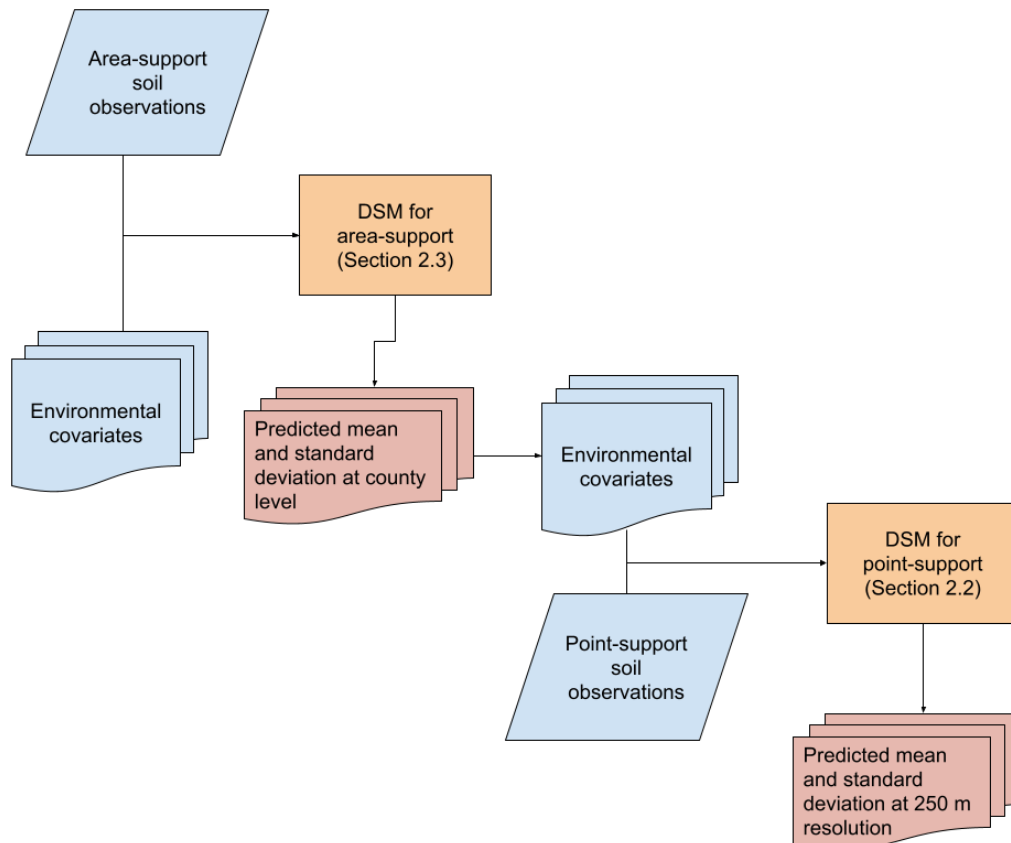 Area-support
soil
observations
DSM for
area-support
(Section 2.3)
Environmental
covariates
Predicted mean
and standard
deviation at county
level
Environmental
covariates
DSM for
point-support
(Section 2.2)
Point-support
soil
observations
Predicted mean
and standard
deviation at 250 m
resolution